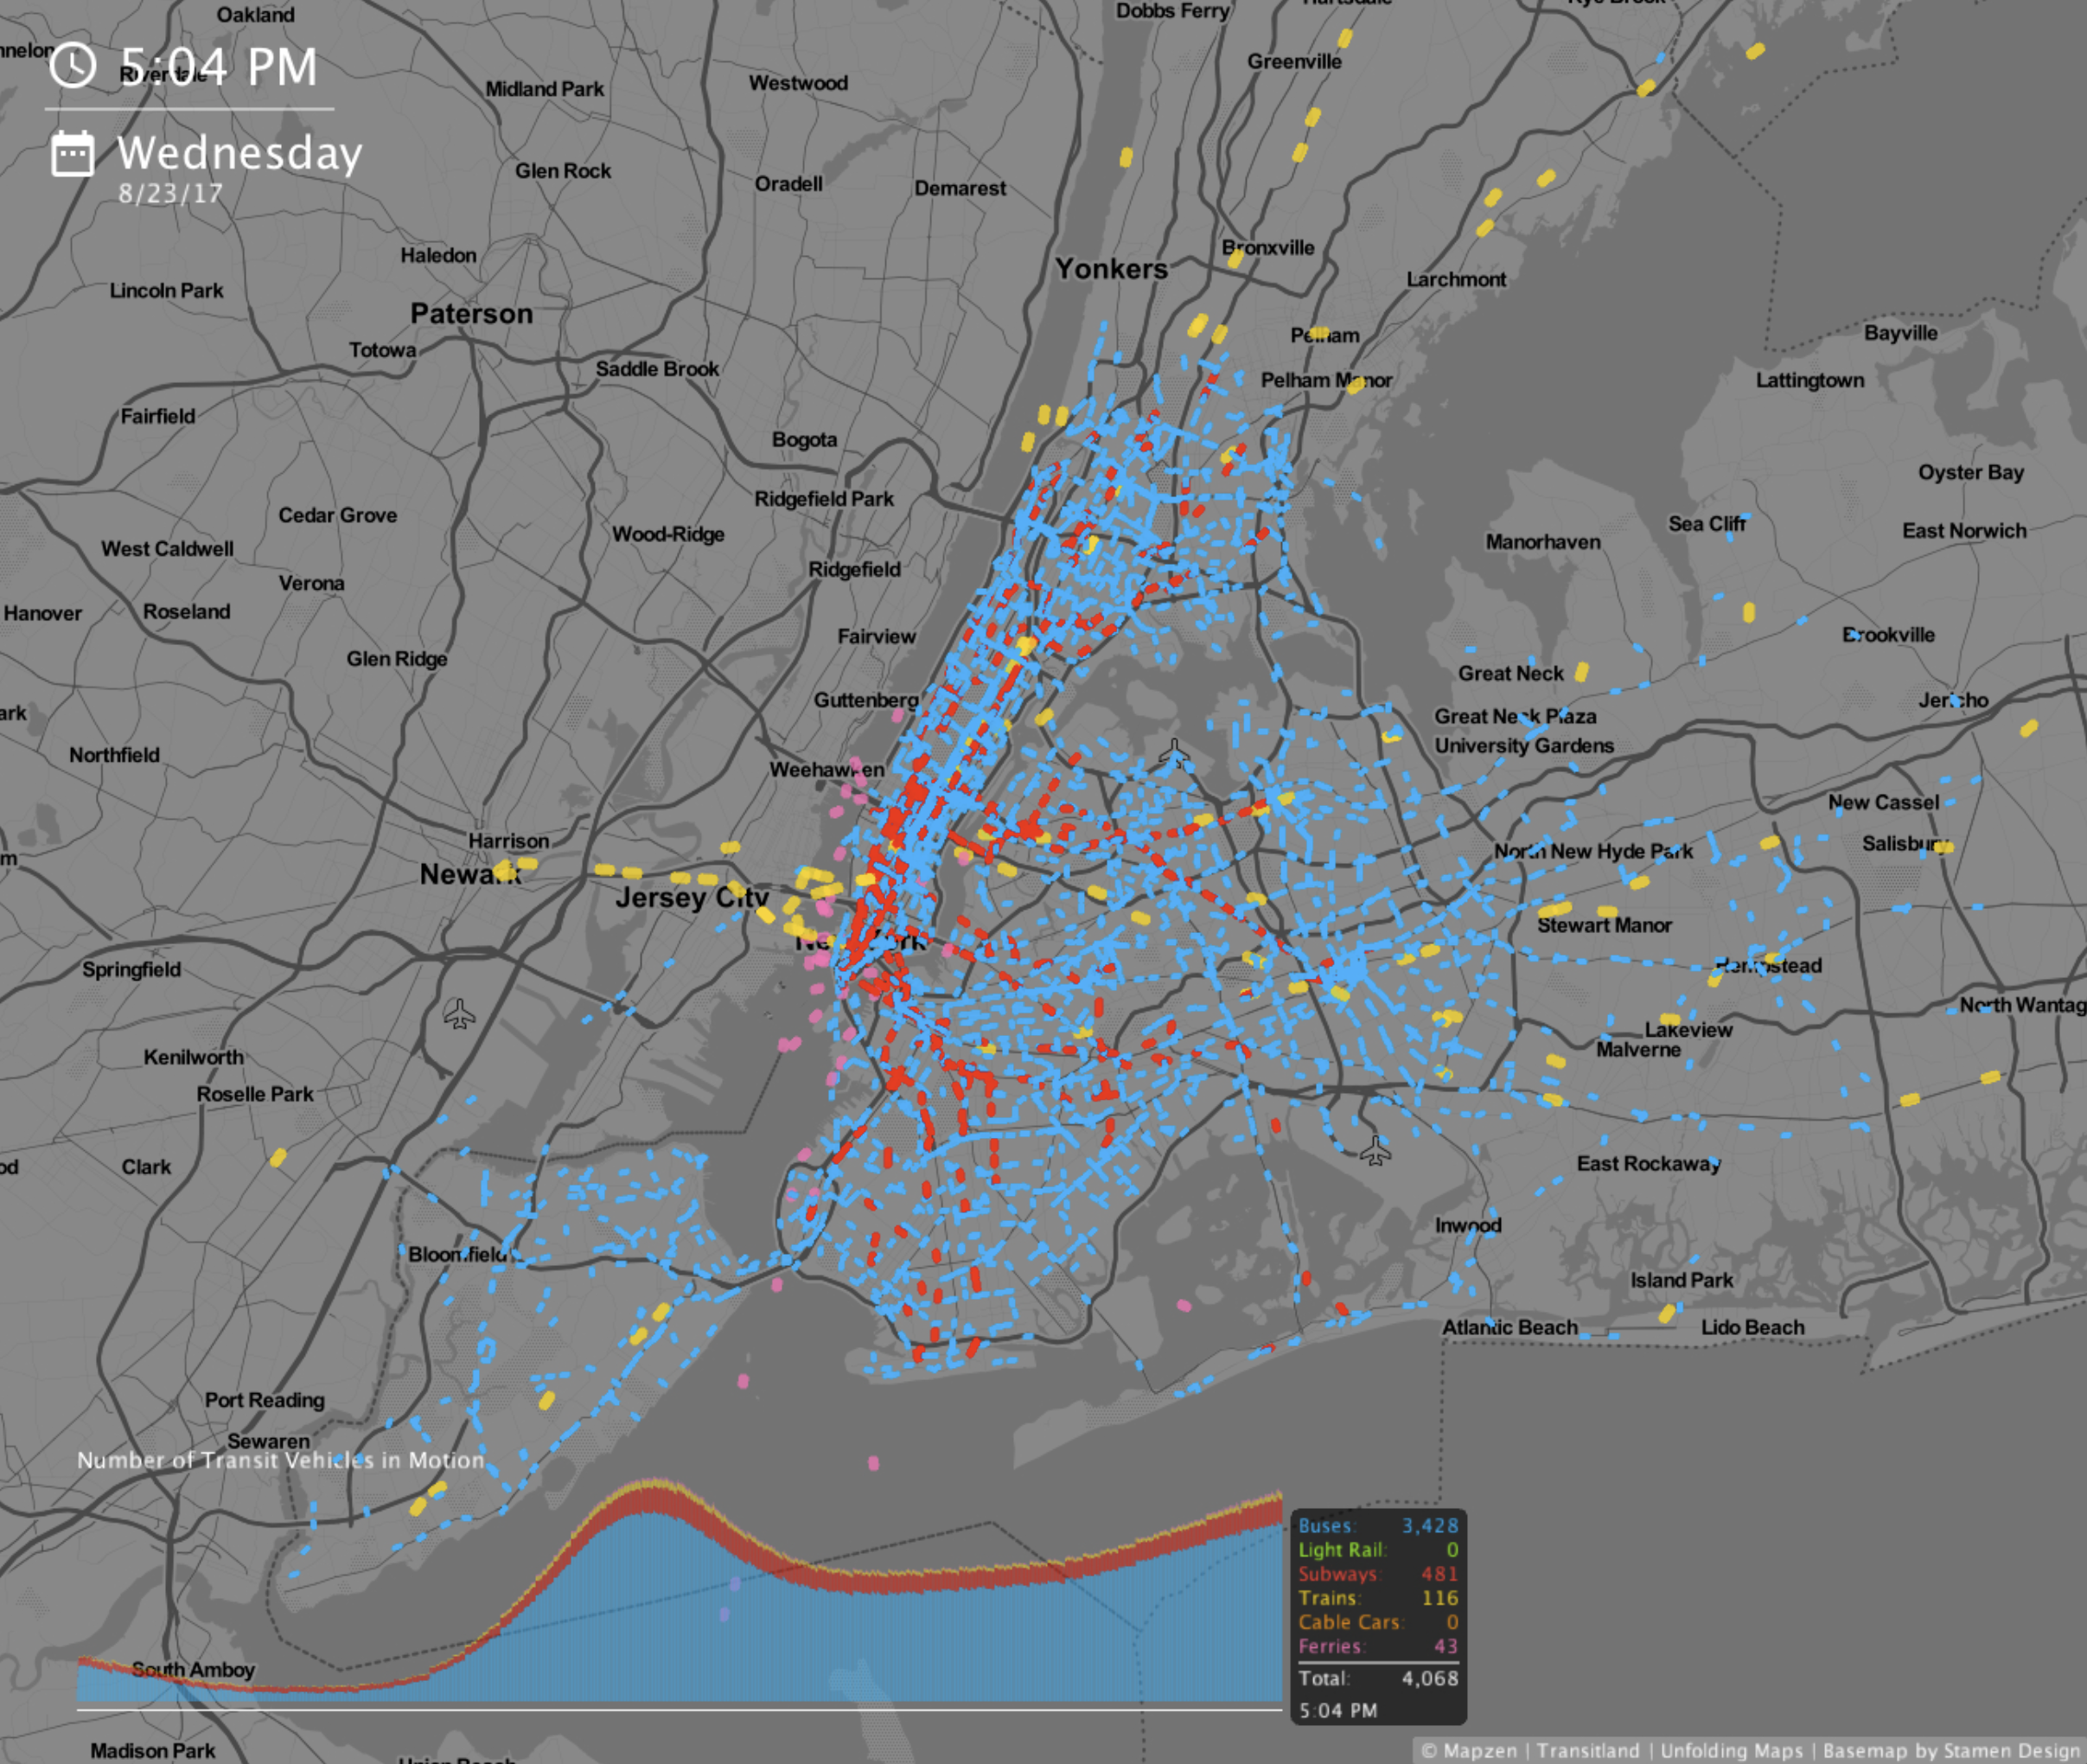 Oakland
Dobbs Ferry
5:04 PM
Riverdale
Midland Park
Westwood
Greenville
Wednesday
8/23/17
Glen Rock
Oradell
Demarest
Haledon
Yonkers
Bronxville
Larchmont
Lincoln Park
Paterson
Totowa
Saddle Brook
Pelham
Pelham Manor
Bayville
Lattingtown
Fairfield
Bogota
Ridgefield Park
Oyster Bay
Cedar Grove
Wood-Ridge
Sea Cliff
East Norwich
West Caldwell
Manorhaven
Verona
Ridgefield
Hanover
Roseland
Fairview
Brookville
Glen Ridge
Great Neck
Guttenberg
Jericho
Great Neck Plaza
University Gardens
Northfield
Weehawken
New Cassel
Harrison
Salisbury
North New Hyde Park
Newark
Jersey City
New York
Stewart Manor
Springfield
Hempstead
North Wantag
Lakeview
Malverne
Kenilworth
Roselle Park
Clark
East Rockaway
Inwood
Bloomfield
Island Park
Atlantic Beach
Lido Beach
Port Reading
Sewaren
Number of Transit Vehicles in Motion
Buses: 3,428
Light Rail: 0
Subways: 481
Trains: 116
Cable Cars: 0
Ferries: 43
Total: 4,068
5:04 PM
South Amboy
Madison Park
© Mapzen | Transitland | Unfolding Maps | Basemap by Stamen Design